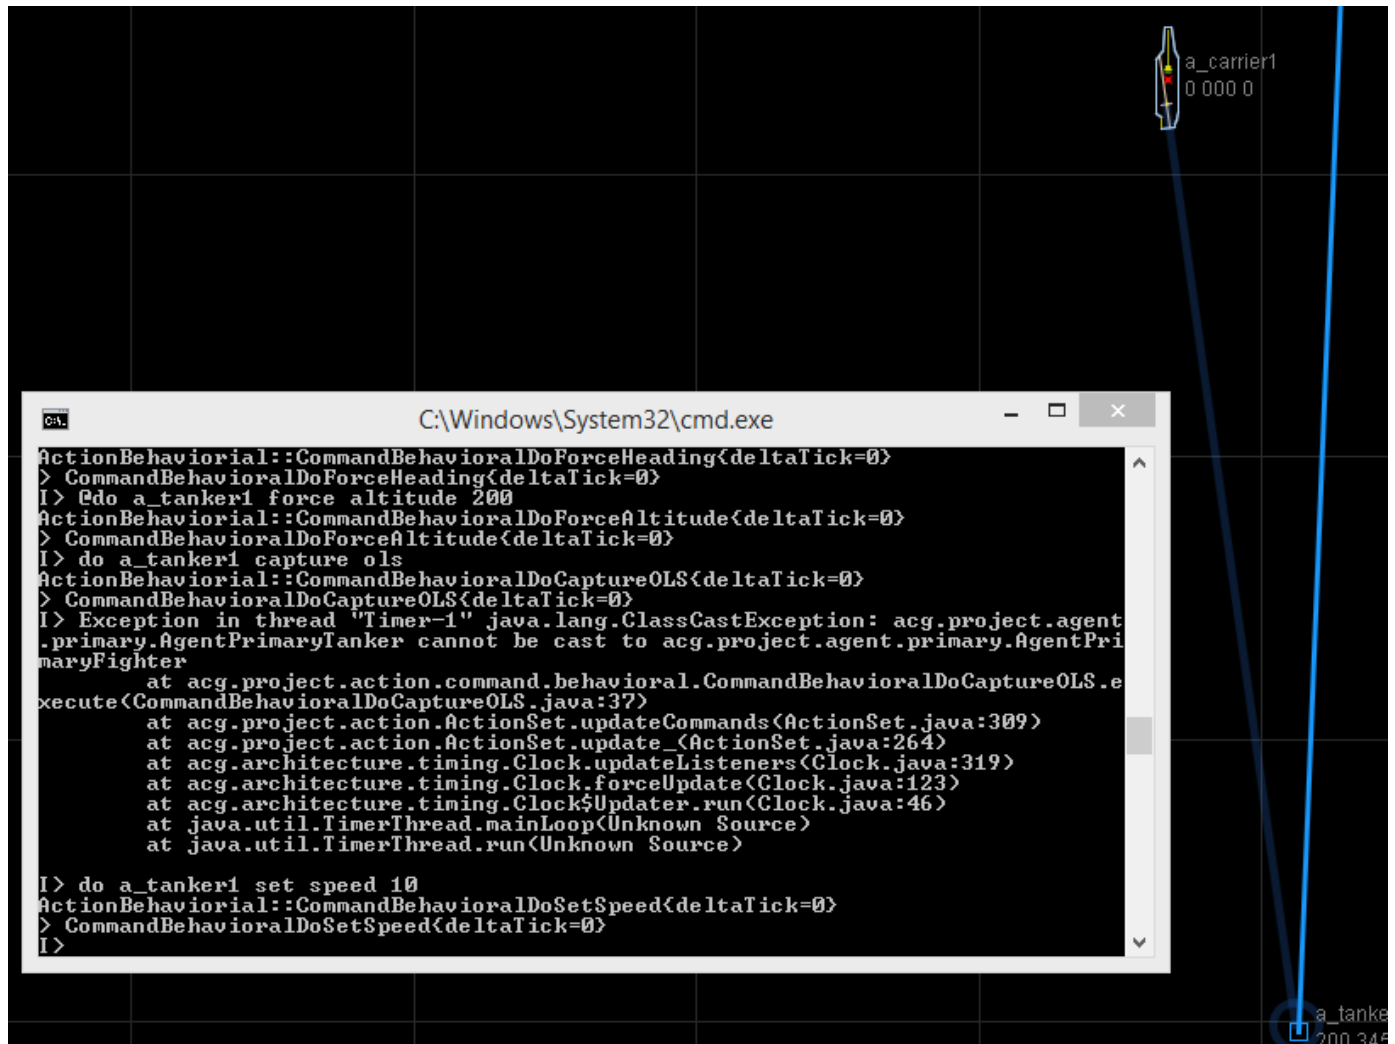 a_carrier1
0 000 0
C:\Windows\System32\cmd.exe
ActionBehaviorial::CommandBehavioralDoForceHeading{deltaTick=0}
> CommandBehavioralDoForceHeading{deltaTick=0}
I> @do a_tanker1 force altitude 200
ActionBehaviorial::CommandBehavioralDoForceAltitude{deltaTick=0}
> CommandBehavioralDoForceAltitude{deltaTick=0}
I> do a_tanker1 capture ols
ActionBehaviorial::CommandBehavioralDoCaptureOLS{deltaTick=0}
> CommandBehavioralDoCaptureOLS{deltaTick=0}
I> Exception in thread "Timer-1" java.lang.ClassCastException: acg.project.agent
.primary.AgentPrimaryTanker cannot be cast to acg.project.agent.primary.AgentPri
maryFighter
at acg.project.action.command.behavioral.CommandBehavioralDoCaptureOLS.e
xecute(CommandBehavioralDoCaptureOLS.java:37)
at acg.project.action.ActionSet.updateCommands(ActionSet.java:309)
at acg.project.action.ActionSet.update_(ActionSet.java:264)
at acg.architecture.timing.Clock.updateListeners(Clock.java:319)
at acg.architecture.timing.Clock.forceUpdate(Clock.java:123)
at acg.architecture.timing.Clock$Updater.run(Clock.java:46)
at java.util.TimerThread.mainLoop(Unknown Source)
at java.util.TimerThread.run(Unknown Source)
I> do a_tanker1 set speed 10
ActionBehaviorial::CommandBehavioralDoSetSpeed{deltaTick=0}
> CommandBehavioralDoSetSpeed{deltaTick=0}
I>
a_tanke
200 345